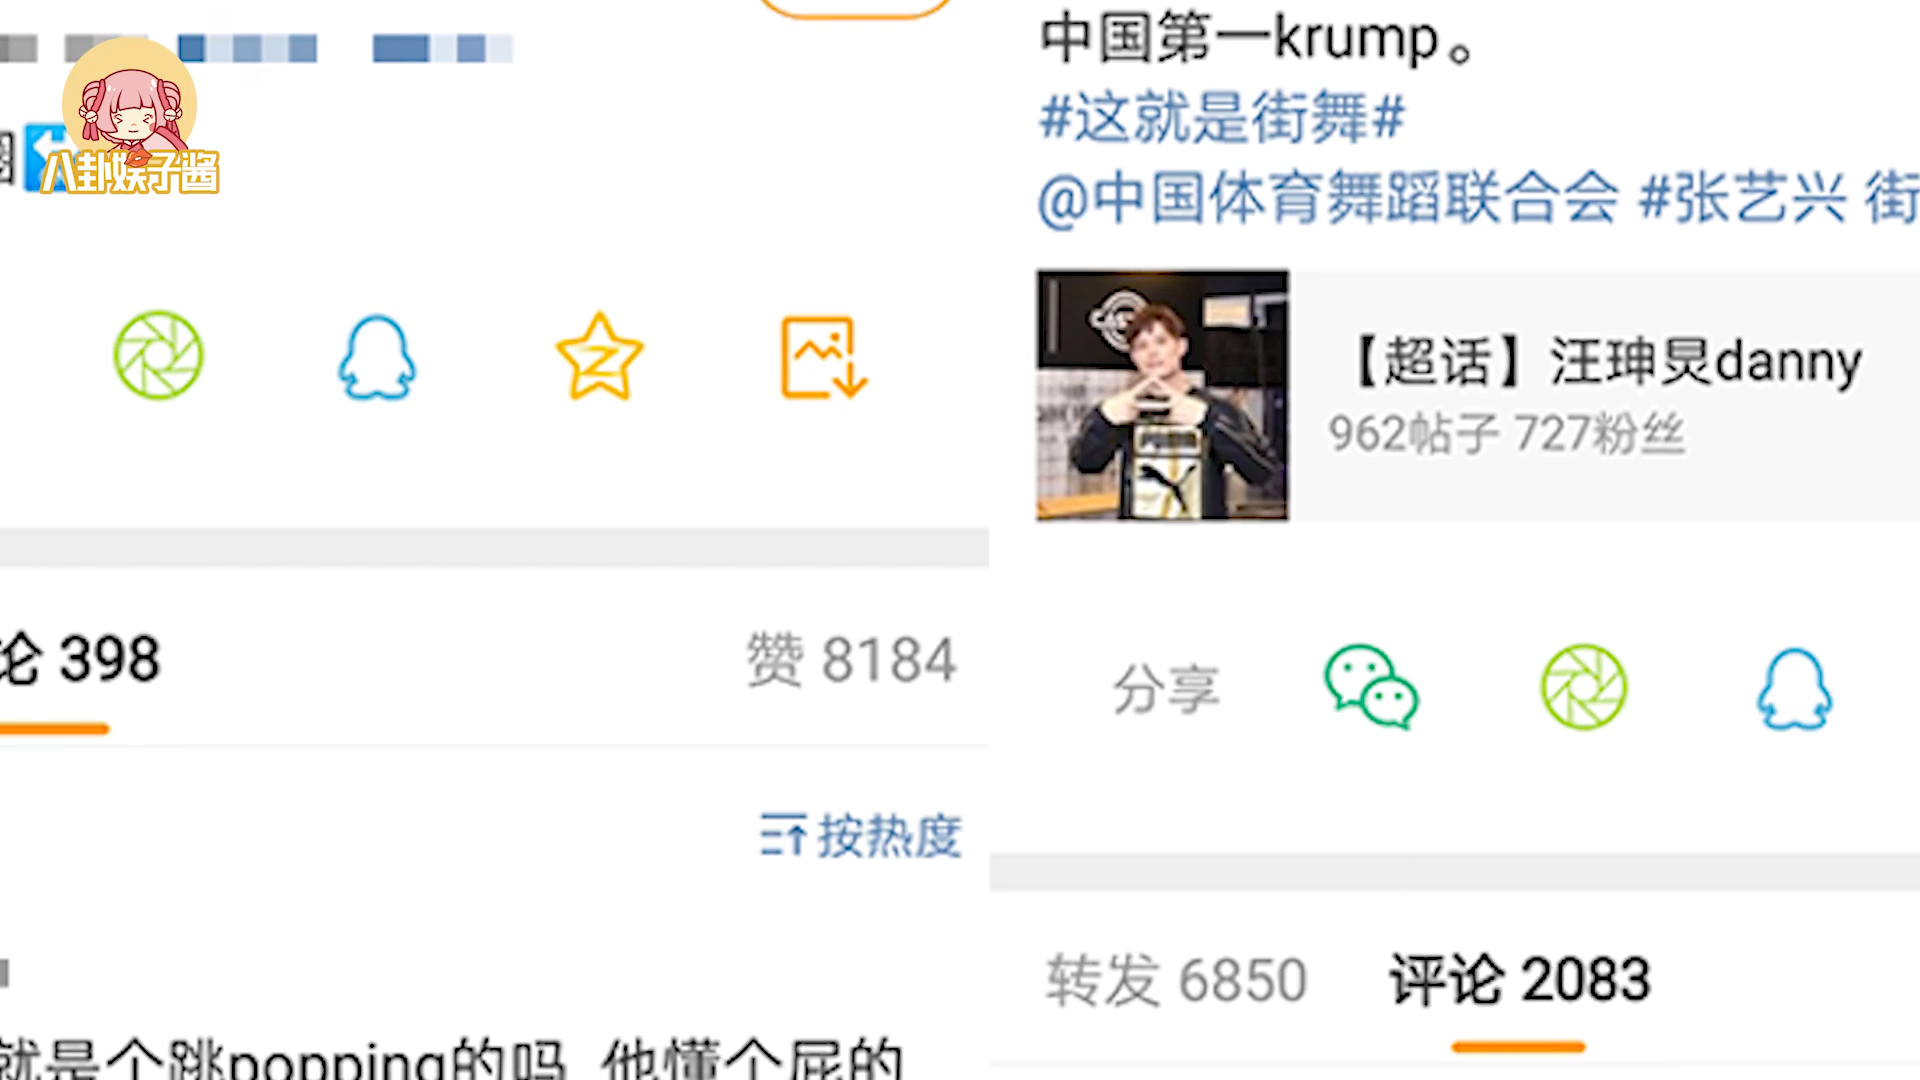 八卦娱子酱
论 398
赞 8184
按热度
就是个跳popping的吗 他懂个屁的
中国第一krump。
#这就是街舞#
@中国体育舞蹈联合会 #张艺兴 街
【超话】汪珅炅danny
962帖子 727粉丝
分享
转发 6850
评论 2083